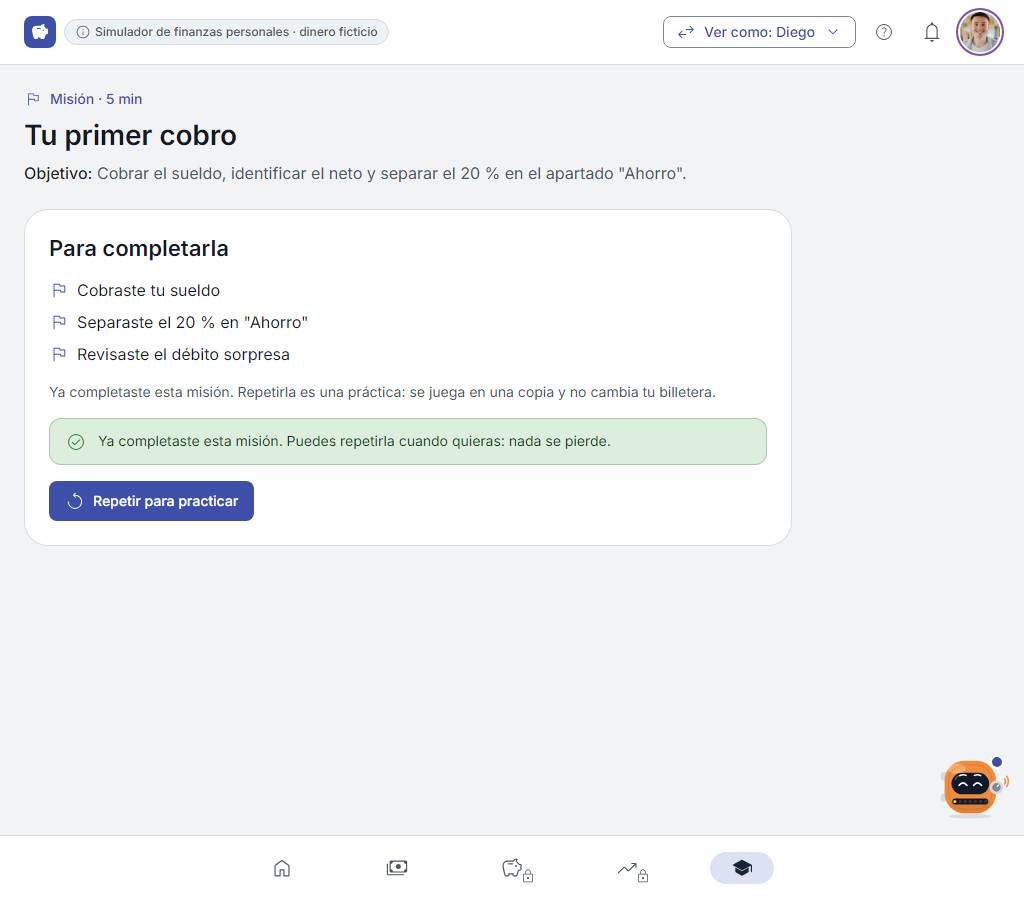 Simulador de finanzas personales · dinero ficticio
Ver como: Diego
Misión · 5 min
Tu primer cobro
Objetivo: Cobrar el sueldo, identificar el neto y separar el 20 % en el apartado "Ahorro".
Para completarla
Cobraste tu sueldo
Separaste el 20 % en "Ahorro"
Revisaste el débito sorpresa
Ya completaste esta misión. Repetirla es una práctica: se juega en una copia y no cambia tu billetera.
Ya completaste esta misión. Puedes repetirla cuando quieras: nada se pierde.
Repetir para practicar